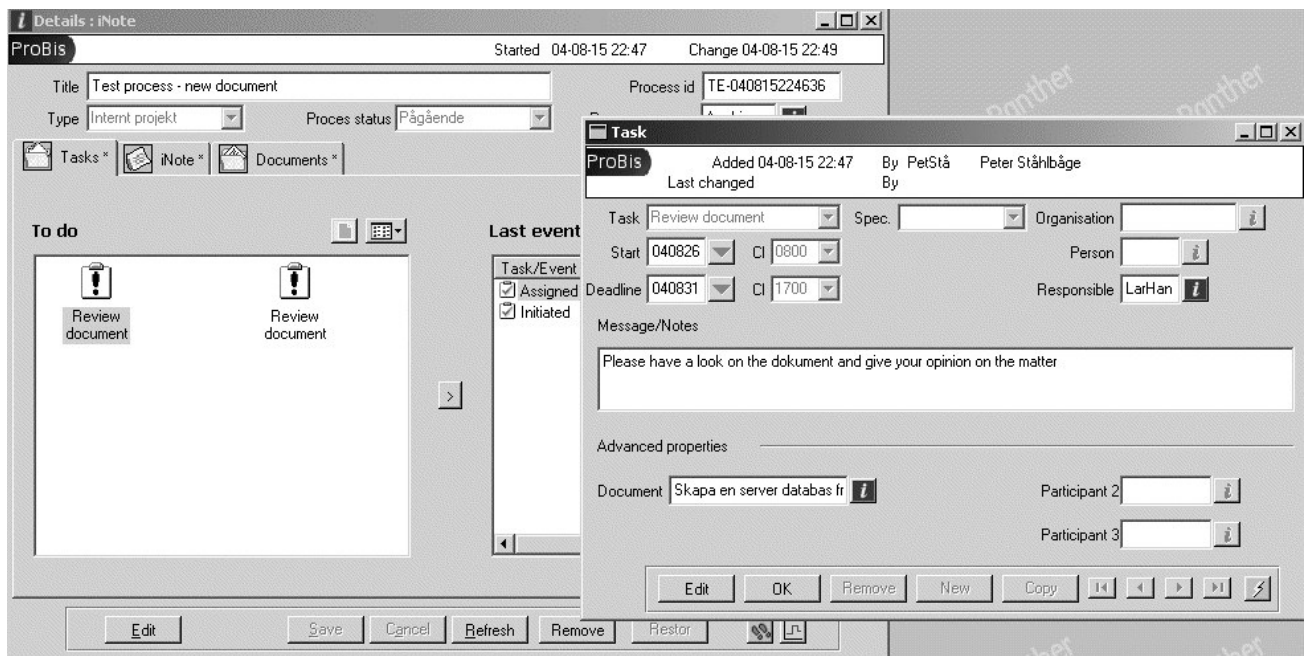 Details : iNote
ProBis
Started 04-08-15 22:47 Change 04-08-15 22:49
Title Test process - new document Process id TE-040815224636
Type Internt projekt Proces status Pågående
Tasks * iNote * Documents *
To do
Last event
Task/Event
Assigned
Initiated
Review
document
Review
document
>
Edit Save Cancel Refresh Remove Restor
Task
ProBis Added 04-08-15 22:47 By PetStå Peter Ståhlbåge
Last changed By
Task Review document Spec. Organisation
Start 040826 Cl 0800 Person
Deadline 040831 Cl 1700 Responsible LarHan
Message/Notes
Please have a look on the dokument and give your opinion on the matter
Advanced properties
Document Skapa en server databas fr Participant 2
Participant 3
Edit OK Remove New Copy
Panther
Panther